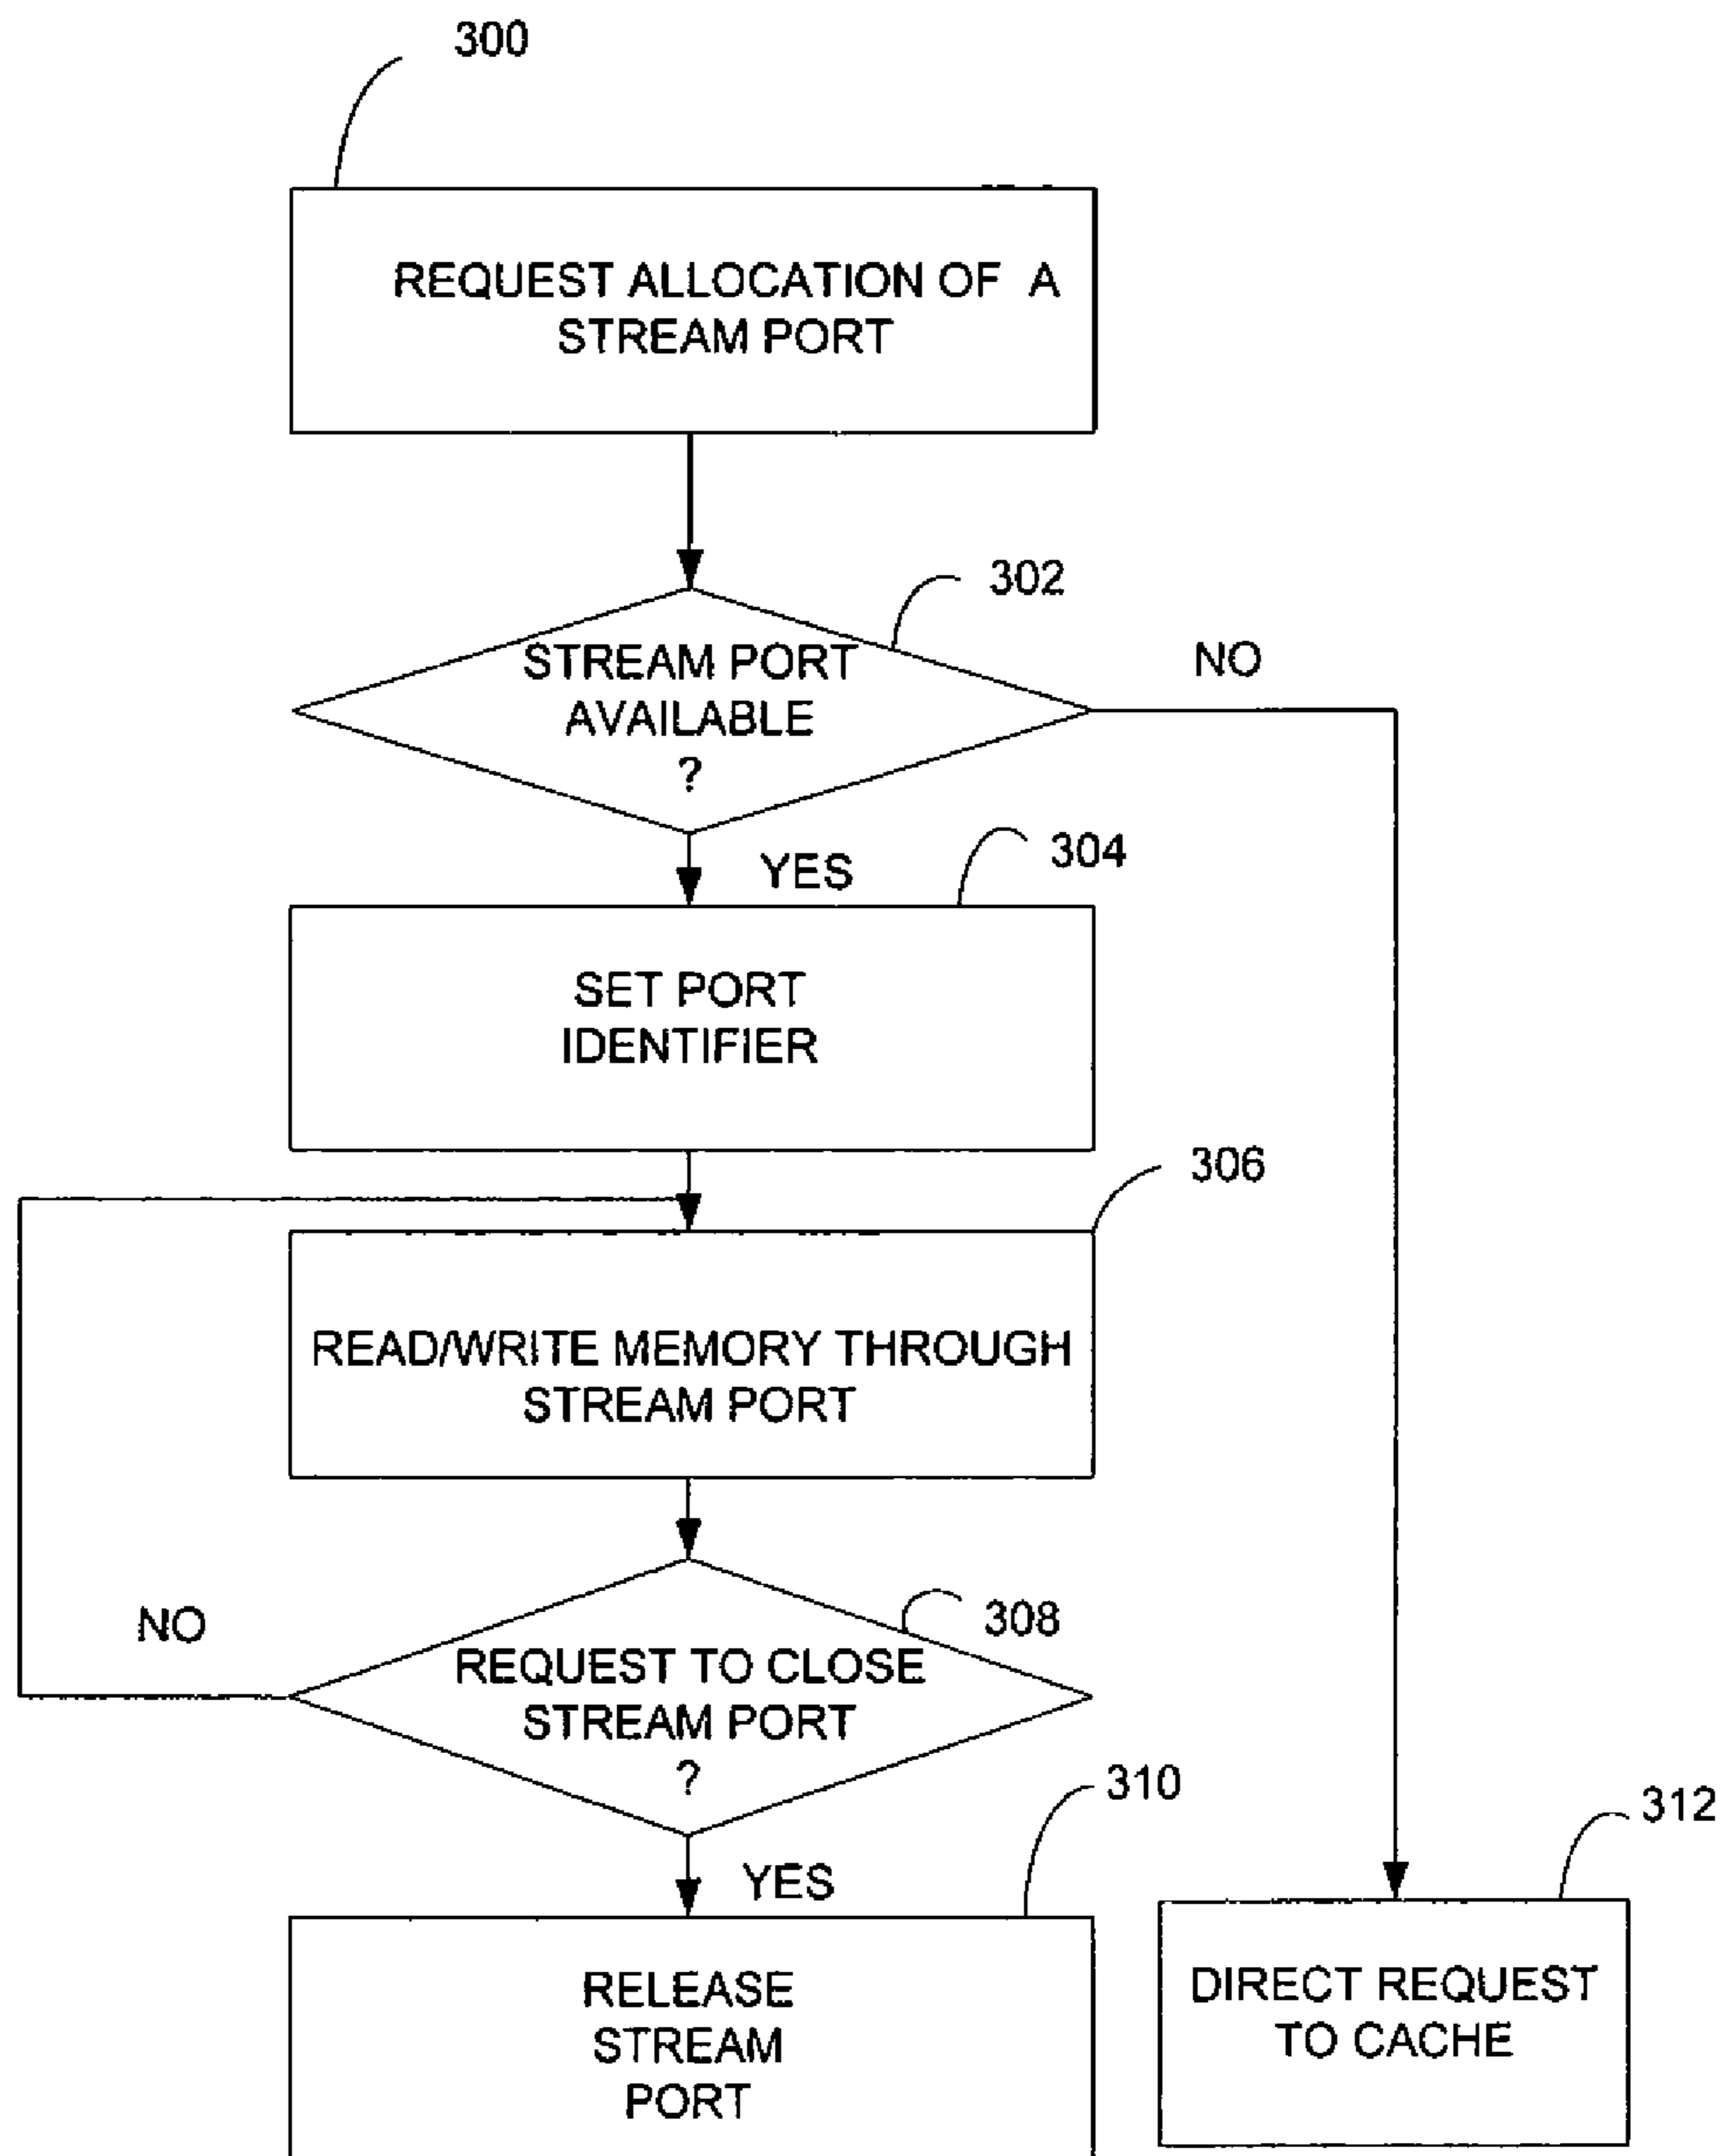 300
REQUEST ALLOCATION OF A
STREAM PORT
302
STREAM PORT
AVAILABLE
?
NO
YES
304
SET PORT
IDENTIFIER
306
READ/WRITE MEMORY THROUGH
STREAM PORT
308
NO
REQUEST TO CLOSE
STREAM PORT
?
YES
310
RELEASE
STREAM
PORT
312
DIRECT REQUEST
TO CACHE